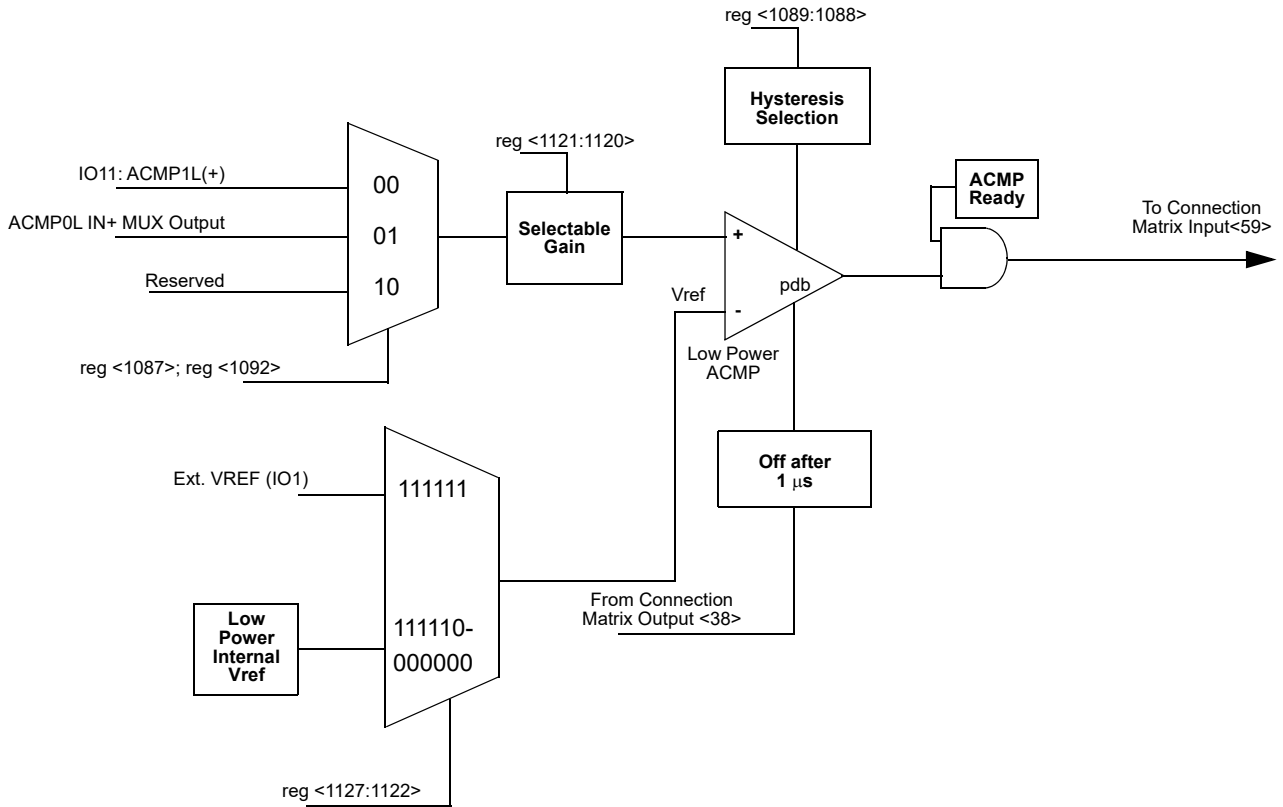 reg <1089:1088>
Hysteresis
Selection
reg <1121:1120>
IO11: ACMP1L(+)
00
ACMP0L IN+ MUX Output
01
Reserved
10
Selectable
Gain
ACMP
Ready
To Connection
Matrix Input<59>
+
pdb
Vref
-
Low Power
ACMP
reg <1087>; reg <1092>
Ext. VREF (IO1)
111111
Off after
1 μs
Low
Power
Internal
Vref
111110-
000000
From Connection
Matrix Output <38>
reg <1127:1122>